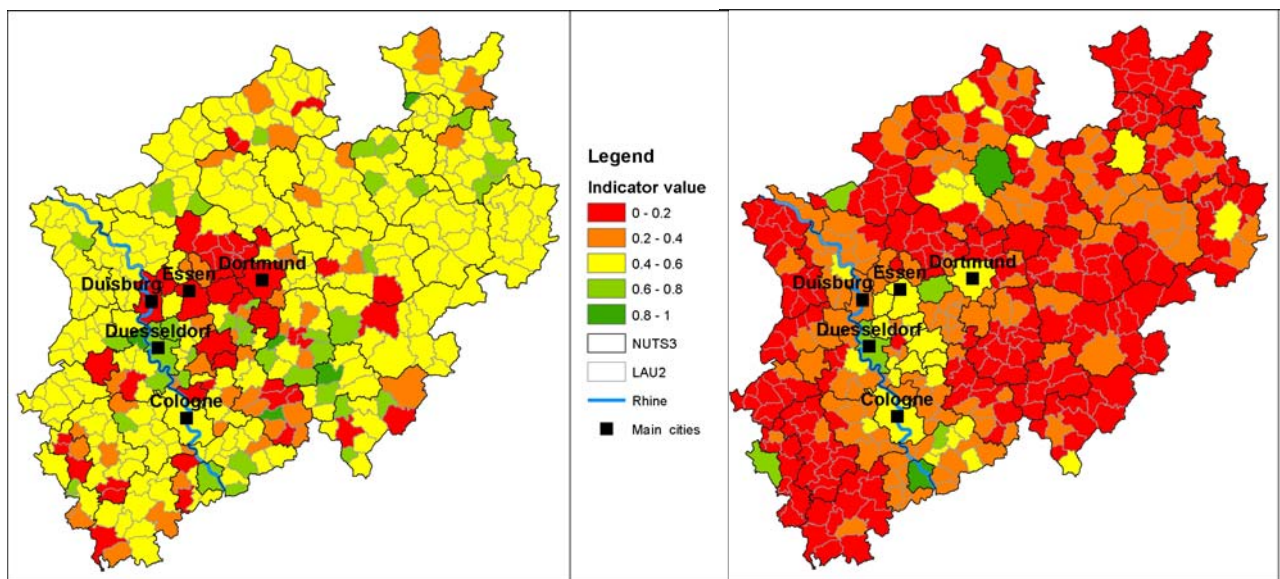 Essen
Dortmund
Duisburg
Duesseldorf
Cologne
Legend
Indicator value
0 - 0.2
0.2 - 0.4
0.4 - 0.6
0.6 - 0.8
0.8 - 1
NUTS3
LAU2
Rhine
Main cities
Essen
Dortmund
Duisburg
Duesseldorf
Cologne